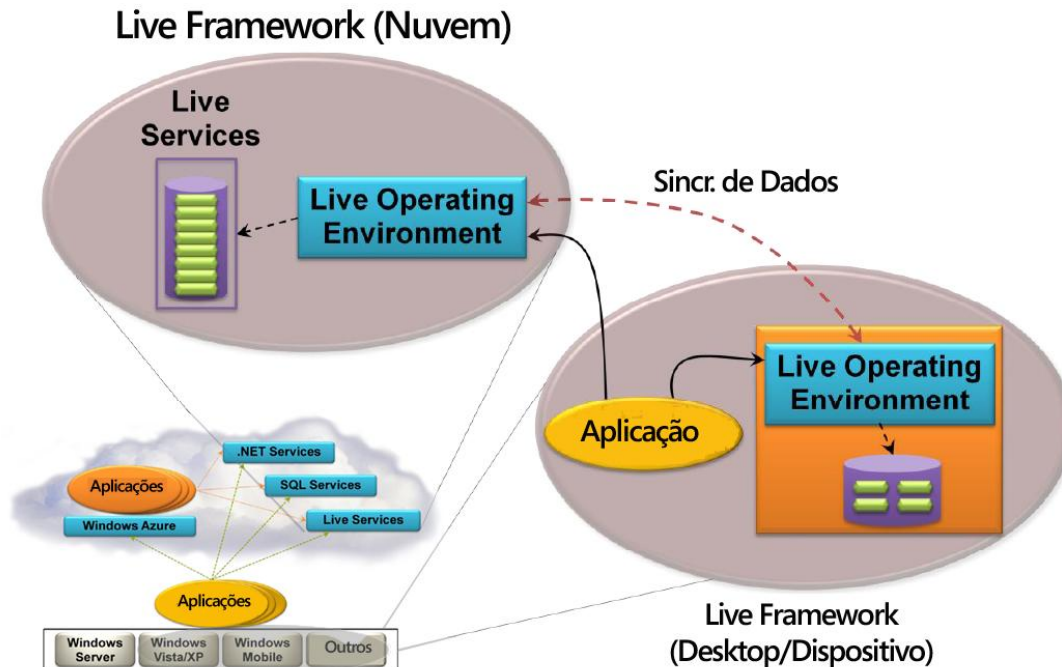 Live Framework (Nuvem)
Live
Services
Live Operating
Environment
Sincr. de Dados
Live Operating
Environment
Aplicação
.NET Services
Aplicações
SQL Services
Windows Azure
Live Services
Aplicações
Windows
Server
Windows
Vista/XP
Windows
Mobile
Outros
Live Framework
(Desktop/Dispositivo)